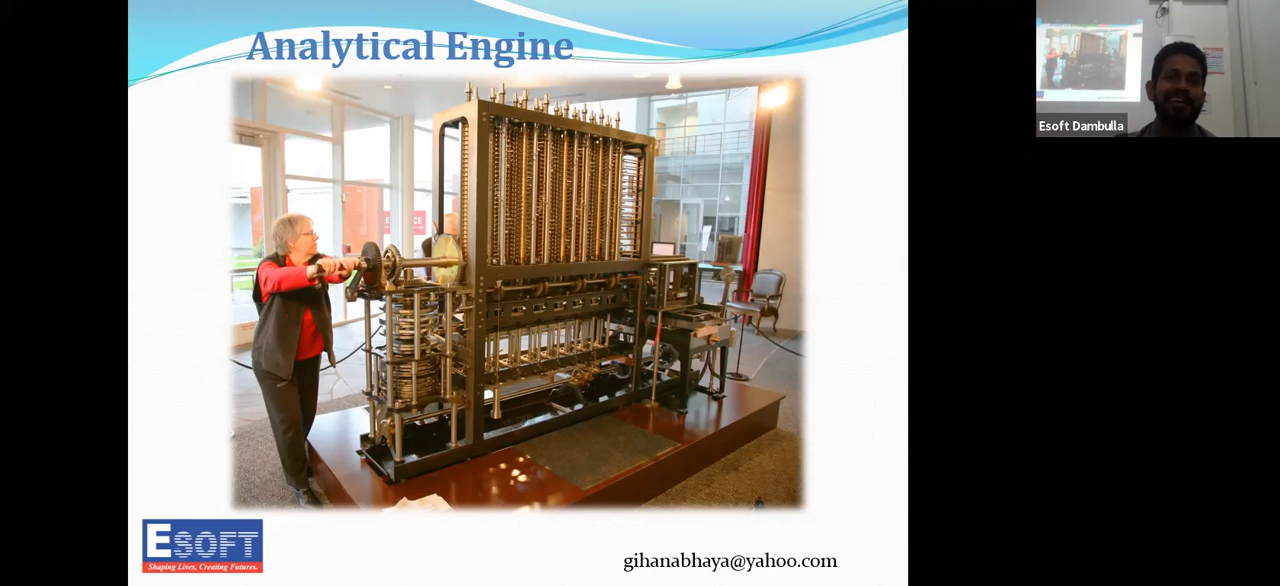 Analytical Engine
Esoft Dambulla
ESOFT
Shaping Lives, Creating Futures.
gihanabhaya@yahoo.com